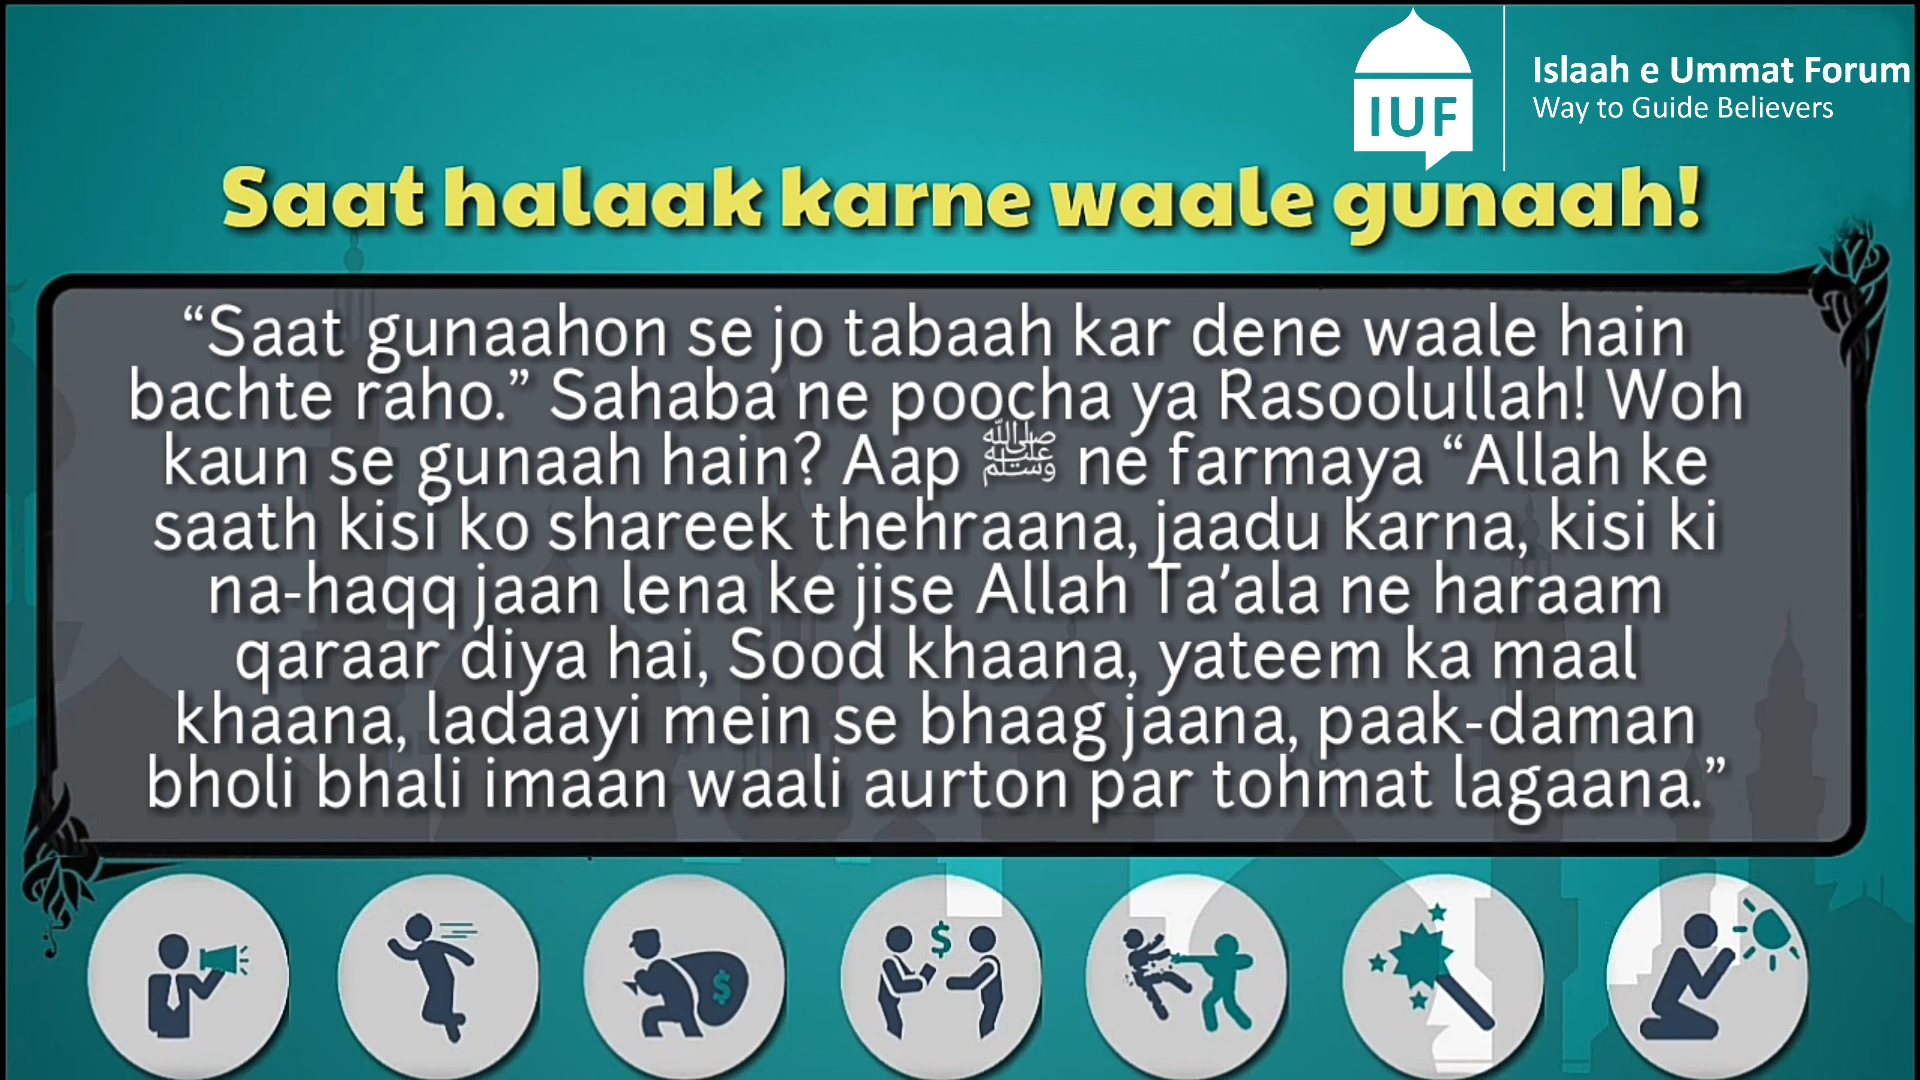 IUF
Islaah e Ummat Forum
Way to Guide Believers
Saat halaak karne waale gunaah!
“Saat gunaahon se jo tabaah kar dene waale hain
bachte raho.” Sahaba ne poocha ya Rasoolullah! Woh
kaun se gunaah hain? Aap ﷺ ne farmaya “Allah ke
saath kisi ko shareek thehraana, jaadu karna, kisi ki
na-haqq jaan lena ke jise Allah Ta’ala ne haraam
qaraar diya hai, Sood khaana, yateem ka maal
khaana, ladaayi mein se bhaag jaana, paak-daman
bholi bhali imaan waali aurton par tohmat lagaana.”
$
$